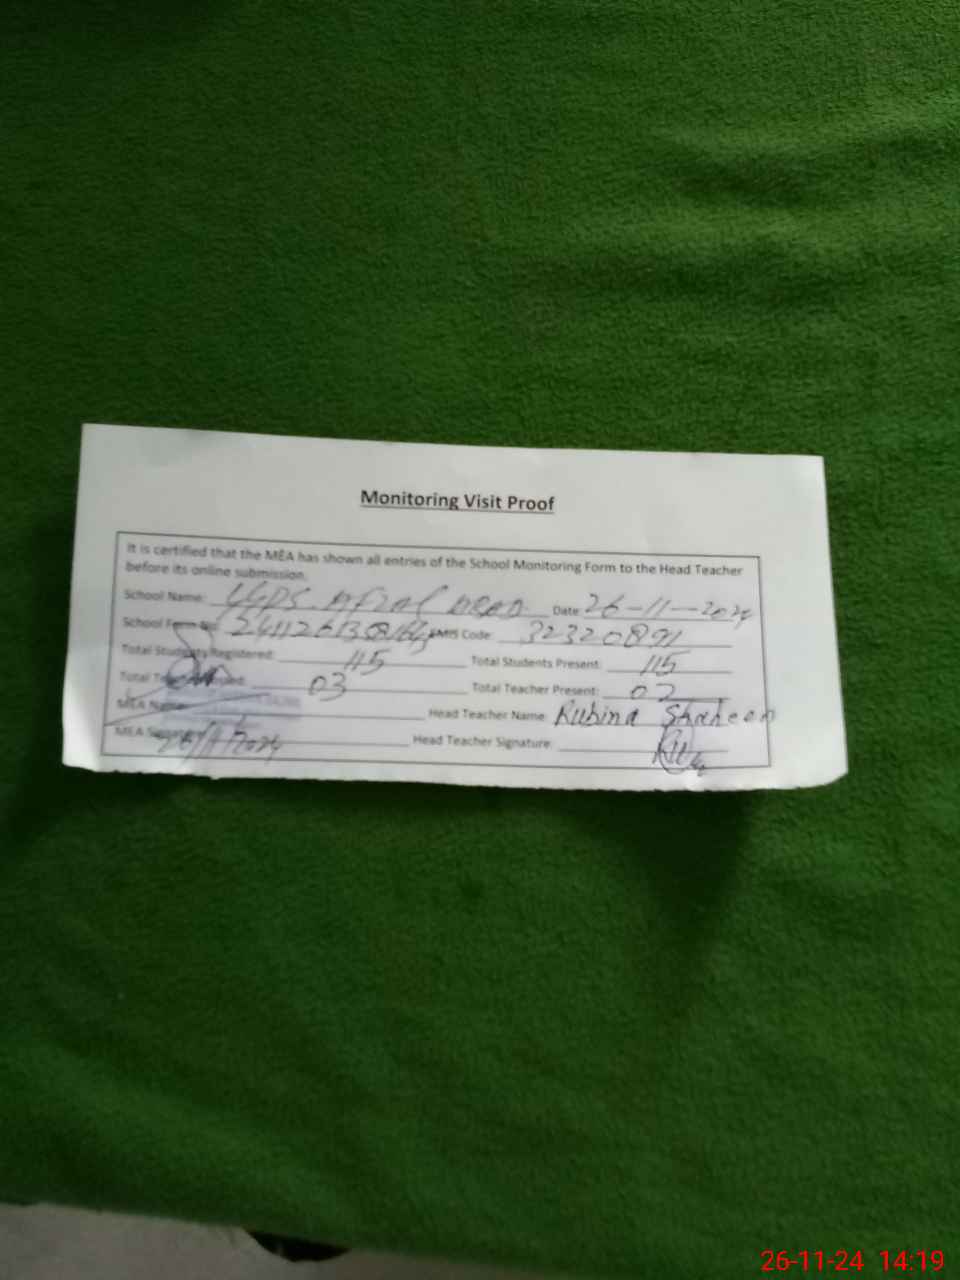 Monitoring Visit Proof
It is certified that the MEA has shown all entries of the School Monitoring Form to the Head Teacher
before its online submission.
School Name: Date 26-11-2024
School Form EMIS Code: 32320891
Total Students Registered: 115 Total Students Present: 115
Total 03 Total Teacher Present: 02
MEA Name: Head Teacher Name: Rubina Shaheen
MEA Head Teacher Signature:
26-11-24 14:19